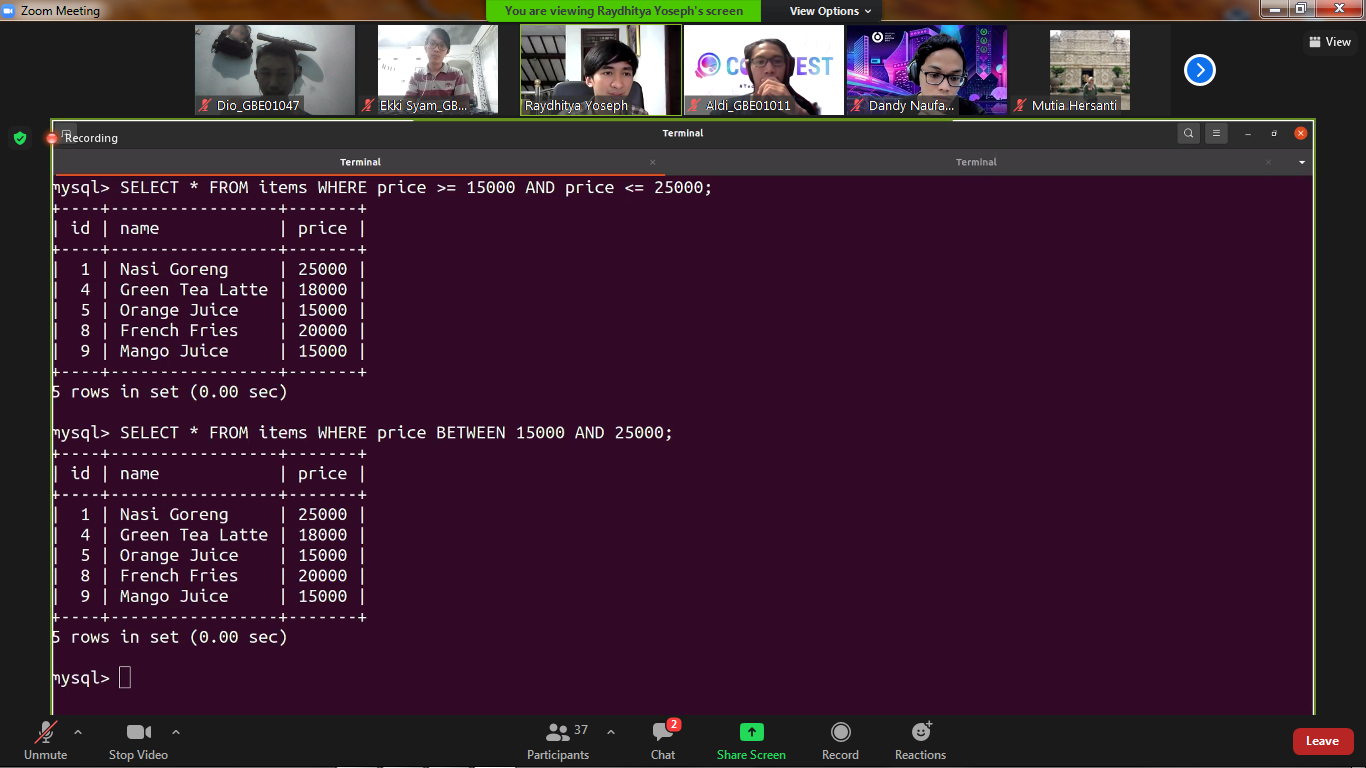 Zoom Meeting
You are viewing Raydhitya Yoseph's screen
View Options
View
Dio_GBE01047
Ekki Syam_GB...
Raydhitya Yoseph
Aldi_GBE01011
Dandy Naufa...
Mutia Hersanti
Recording
Terminal
Terminal
Terminal
mysql> SELECT * FROM items WHERE price >= 15000 AND price <= 25000;
+----+-----------------+-------+
| id | name            | price |
+----+-----------------+-------+
|  1 | Nasi Goreng     | 25000 |
|  4 | Green Tea Latte | 18000 |
|  5 | Orange Juice    | 15000 |
|  8 | French Fries    | 20000 |
|  9 | Mango Juice     | 15000 |
+----+-----------------+-------+
5 rows in set (0.00 sec)
mysql> SELECT * FROM items WHERE price BETWEEN 15000 AND 25000;
+----+-----------------+-------+
| id | name            | price |
+----+-----------------+-------+
|  1 | Nasi Goreng     | 25000 |
|  4 | Green Tea Latte | 18000 |
|  5 | Orange Juice    | 15000 |
|  8 | French Fries    | 20000 |
|  9 | Mango Juice     | 15000 |
+----+-----------------+-------+
5 rows in set (0.00 sec)
mysql>
Unmute
Stop Video
Participants
37
Chat
2
Share Screen
Record
Reactions
Leave